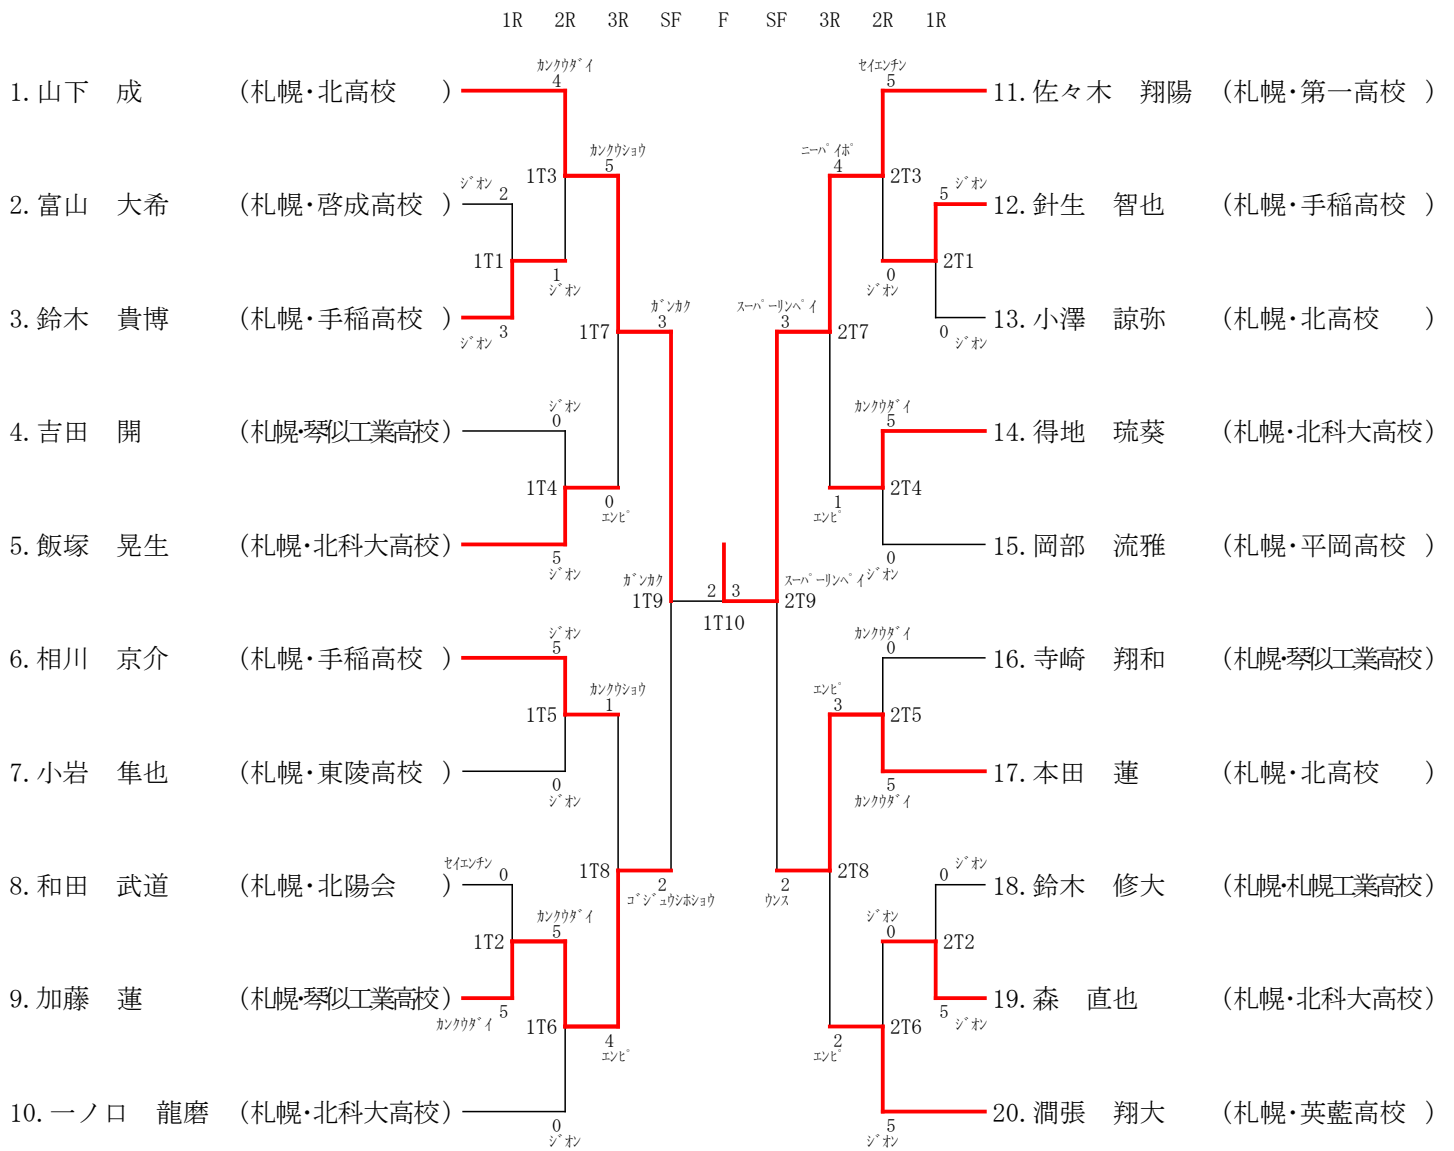 1R 2R 3R SF F SF 3R 2R 1R
ｶﾝｸｳﾀﾞｲ ｾｲｴﾝﾁﾝ
1. 山下 成 (札幌・北高校 ) 4 5 11. 佐々木 翔陽 (札幌・第一高校 )
ｶﾝｸｳｼｮｳ ﾆｰﾊﾟｲﾎﾟ
5 4
1T3 2T3
ｼﾞｵﾝ ｼﾞｵﾝ
2. 富山 大希 (札幌・啓成高校 ) 2 5 12. 針生 智也 (札幌・手稲高校 )
1T1 2T1
1 0
ｼﾞｵﾝ ｼﾞｵﾝ
ｶﾞﾝｶｸ ｽｰﾊﾟｰﾘﾝﾍﾟｲ
3. 鈴木 貴博 (札幌・手稲高校 ) 3 3 13. 小澤 諒弥 (札幌・北高校 )
ｼﾞｵﾝ 3 1T7 2T7 0 ｼﾞｵﾝ
ｼﾞｵﾝ ｶﾝｸｳﾀﾞｲ
4. 吉田 開 (札幌・琴似工業高校) 0 5 14. 得地 琉葵 (札幌・北科大高校)
1T4 2T4
0 1
ｴﾝﾋﾟ ｴﾝﾋﾟ
5. 飯塚 晃生 (札幌・北科大高校) 5 0 15. 岡部 流雅 (札幌・平岡高校 )
ｼﾞｵﾝ ｼﾞｵﾝ
ｶﾞﾝｶｸ ｽｰﾊﾟｰﾘﾝﾍﾟｲ
1T9 2 3 2T9
1T10
ｼﾞｵﾝ ｶﾝｸｳﾀﾞｲ
6. 相川 京介 (札幌・手稲高校 ) 5 0 16. 寺崎 翔和 (札幌・琴似工業高校)
ｶﾝｸｳｼｮｳ ｴﾝﾋﾟ
1T5 1 3 2T5
7. 小岩 隼也 (札幌・東陵高校 ) 0 5 17. 本田 蓮 (札幌・北高校 )
ｼﾞｵﾝ ｶﾝｸｳﾀﾞｲ
ｾｲｴﾝﾁﾝ 1T8 2T8 ｼﾞｵﾝ
8. 和田 武道 (札幌・北陽会 ) 0 2 2 0 18. 鈴木 修大 (札幌・札幌工業高校)
ｺﾞｼﾞｭｳｼﾎｼｮｳ ｳﾝｽ
ｶﾝｸｳﾀﾞｲ ｼﾞｵﾝ
1T2 5 0 2T2
9. 加藤 蓮 (札幌・琴似工業高校) 5 5 19. 森 直也 (札幌・北科大高校)
ｶﾝｸｳﾀﾞｲ 1T6 2T6 ｼﾞｵﾝ
4 2
ｴﾝﾋﾟ ｴﾝﾋﾟ
10. 一ノ口 龍磨 (札幌・北科大高校) 0 5 20. 澗張 翔大 (札幌・英藍高校 )
ｼﾞｵﾝ ｼﾞｵﾝ